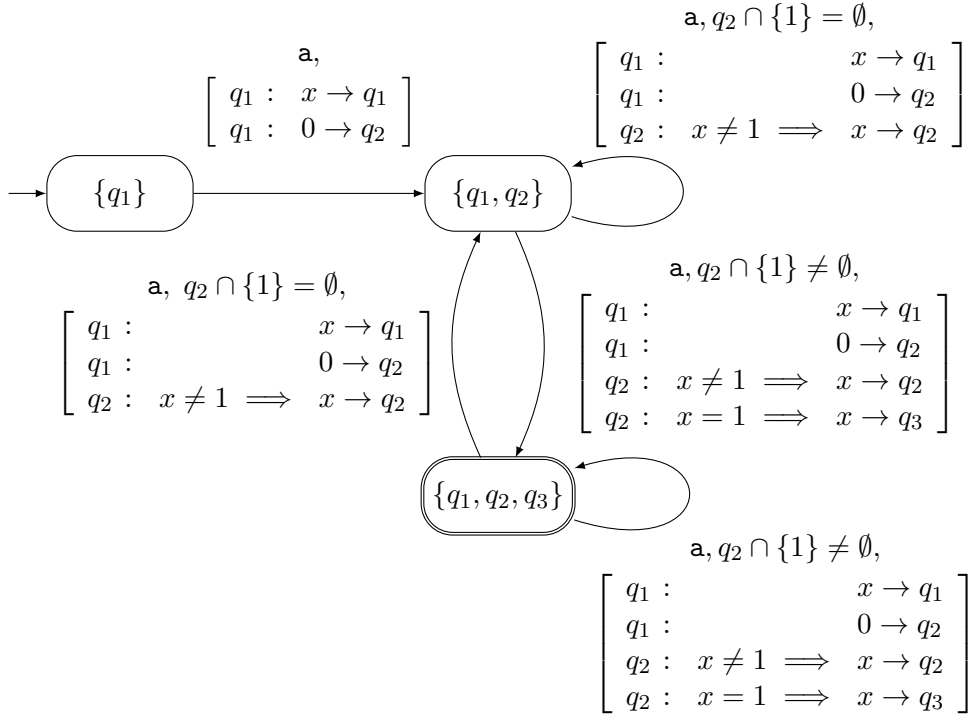 a, q₂ ∩ {1} = ∅,
q₁ : x → q₁
q₁ : 0 → q₂
q₂ : x ≠ 1 ⟹ x → q₂
a,
q₁ : x → q₁
q₁ : 0 → q₂
{q₁}
{q₁, q₂}
a, q₂ ∩ {1} = ∅,
q₁ : x → q₁
q₁ : 0 → q₂
q₂ : x ≠ 1 ⟹ x → q₂
a, q₂ ∩ {1} ≠ ∅,
q₁ : x → q₁
q₁ : 0 → q₂
q₂ : x ≠ 1 ⟹ x → q₂
q₂ : x = 1 ⟹ x → q₃
{q₁, q₂, q₃}
a, q₂ ∩ {1} ≠ ∅,
q₁ : x → q₁
q₁ : 0 → q₂
q₂ : x ≠ 1 ⟹ x → q₂
q₂ : x = 1 ⟹ x → q₃